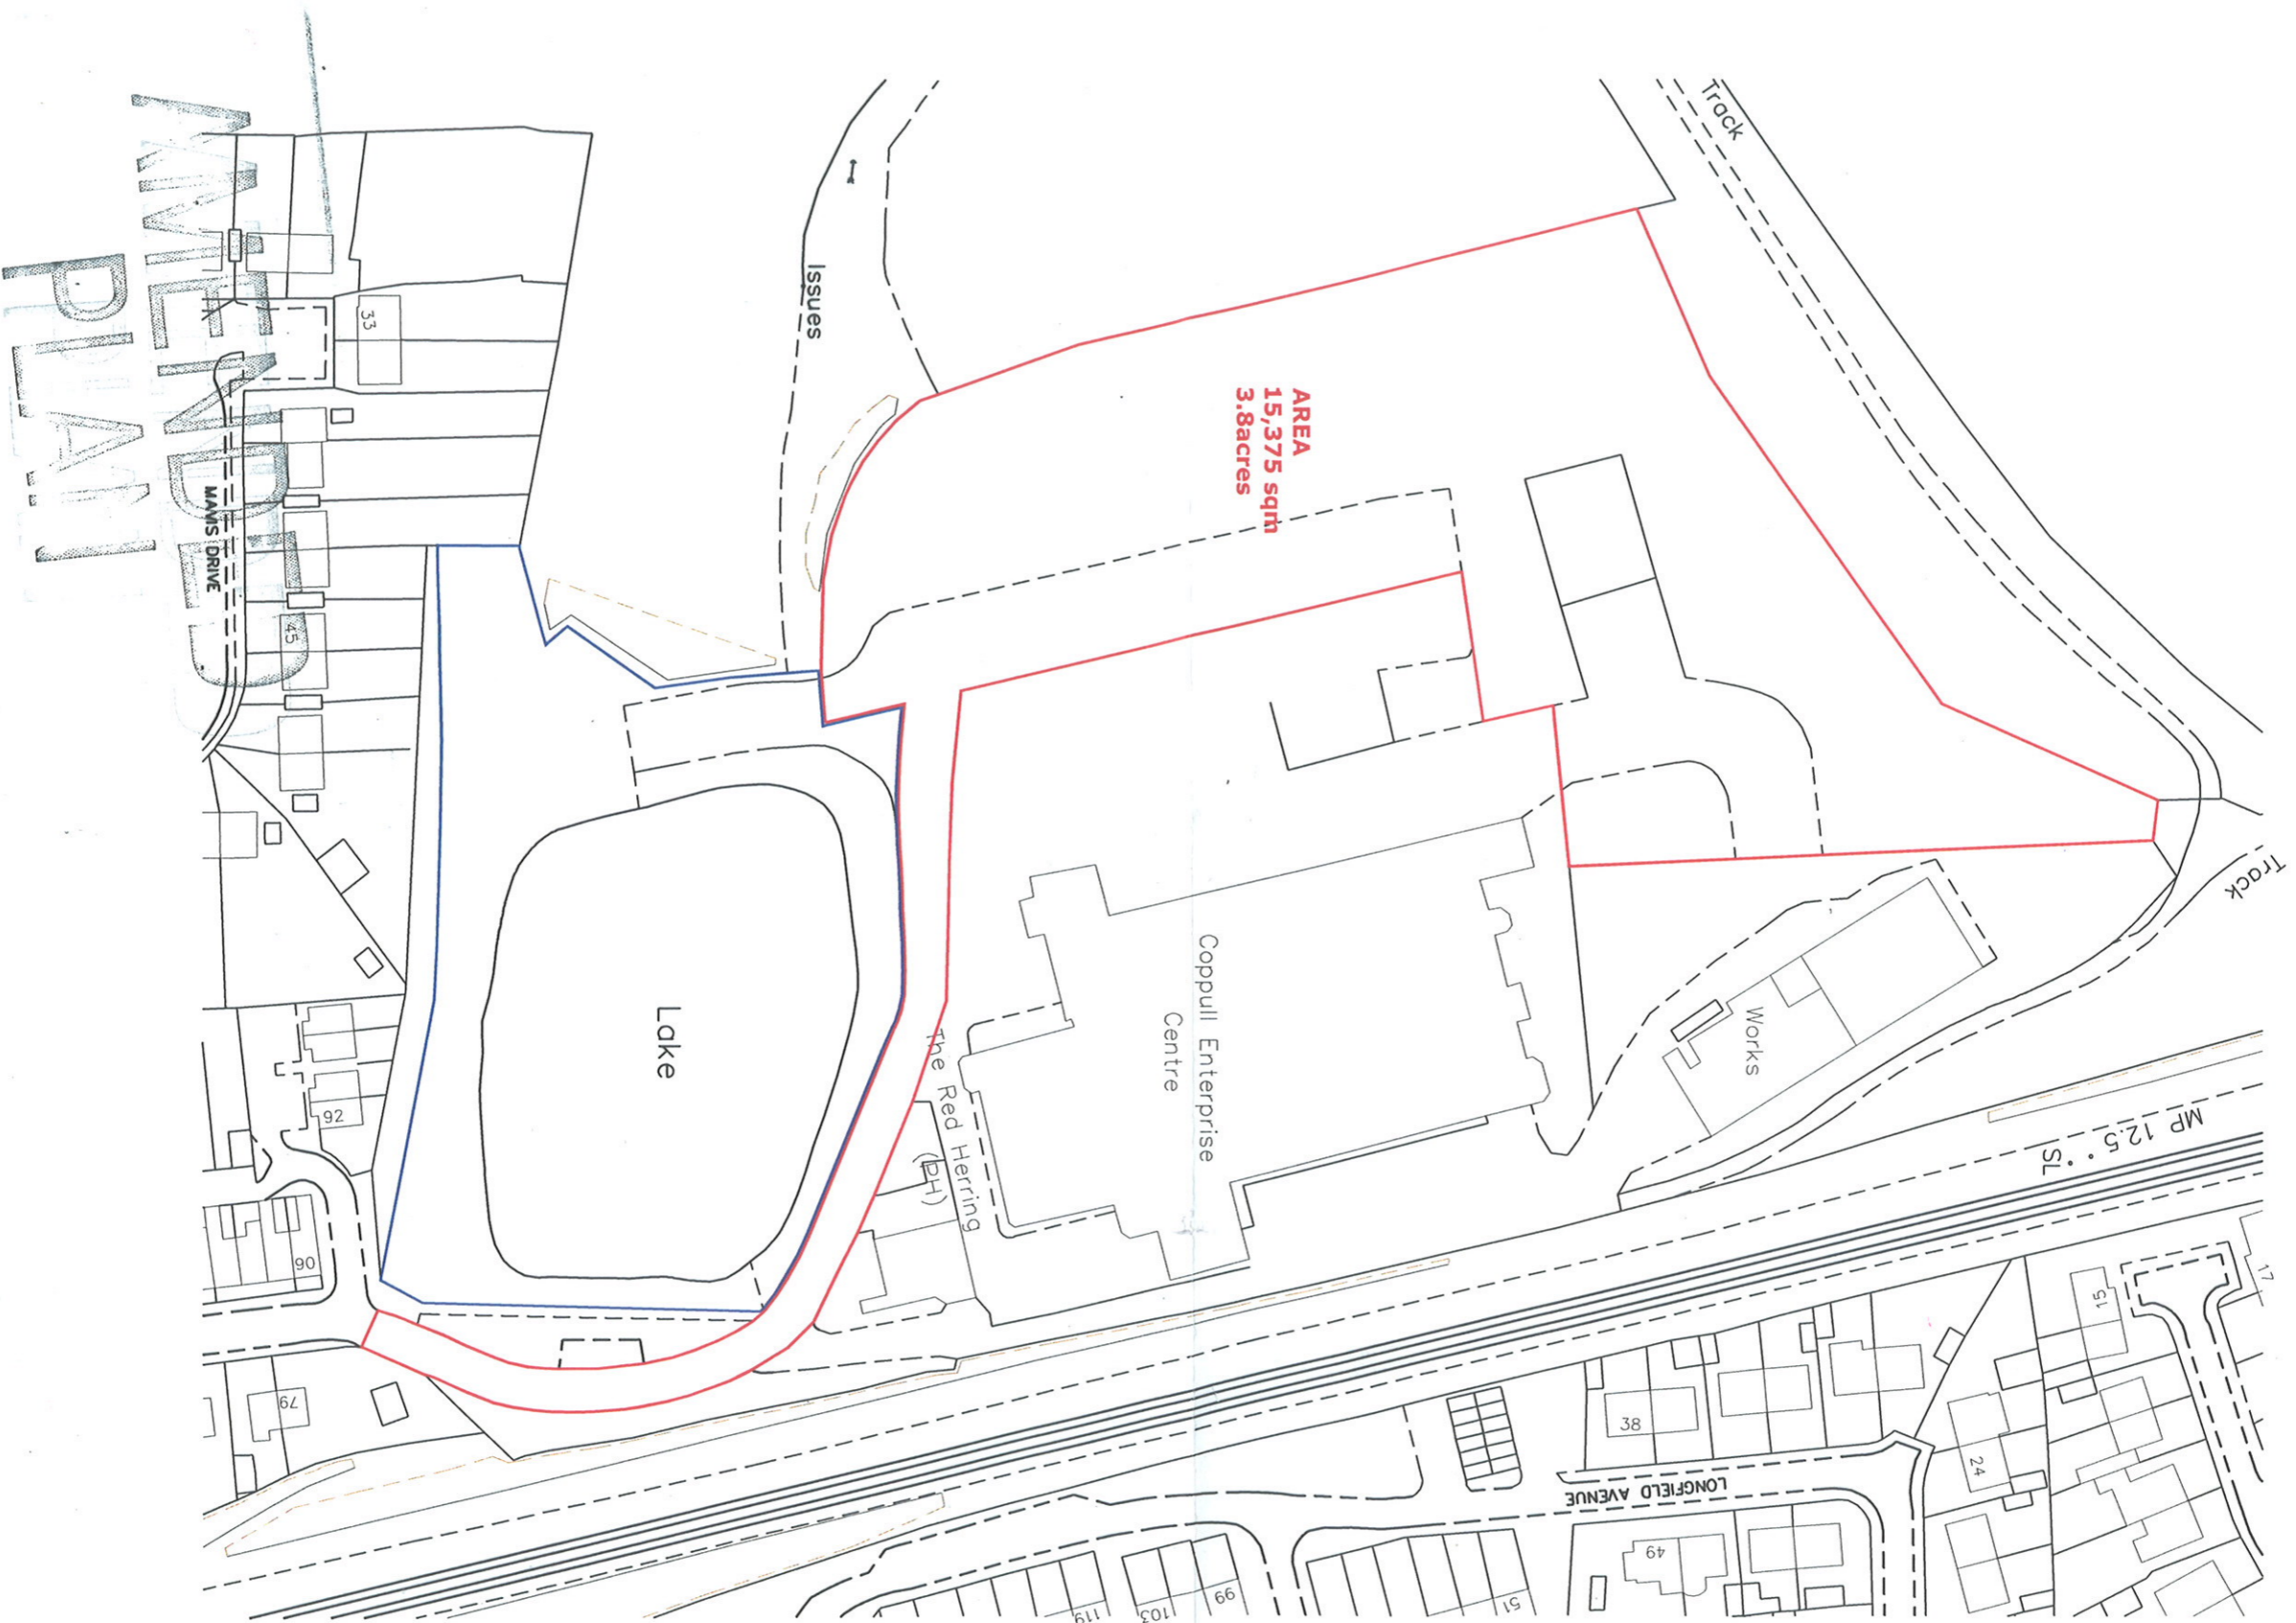 Track
Issues
AMENDED
PLAN
33
AREA
15,375 sqm
3.8acres
MAVIS DRIVE
45
Track
Lake
Coppull Enterprise
Centre
The Red Herring
(PH)
Works
92
MP 12.5
SL
90
79
17
15
38
24
LONGFIELD AVENUE
49
51
99
103
119